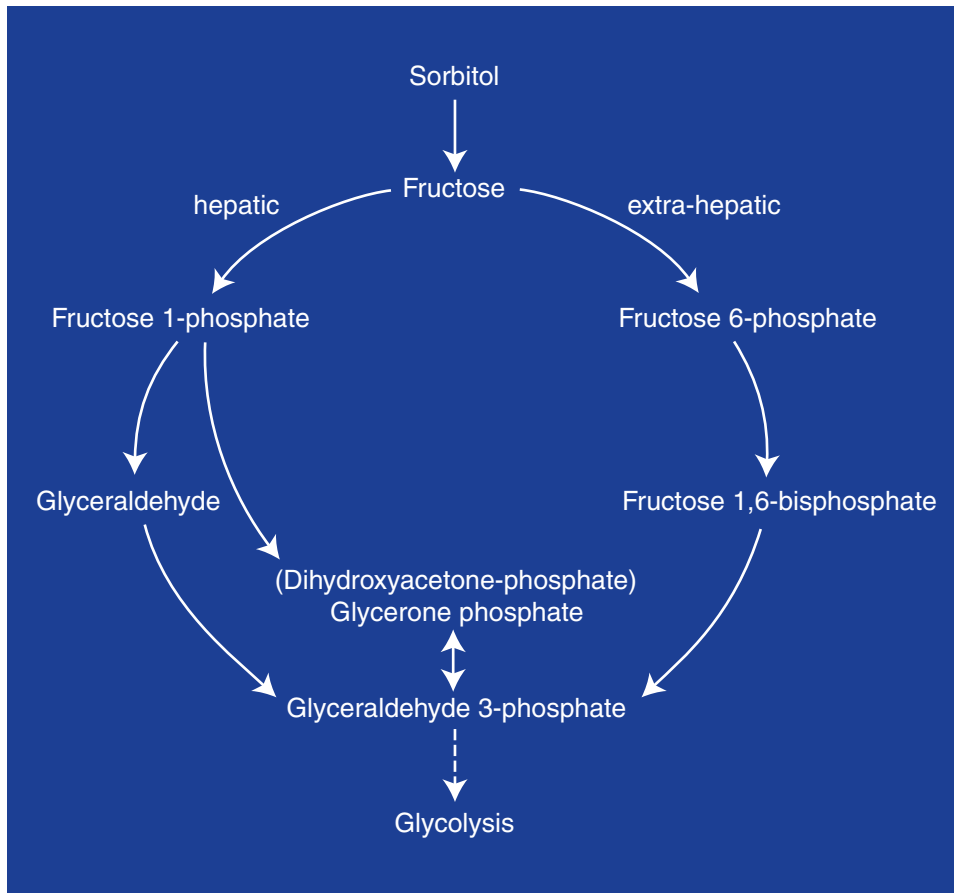 Sorbitol
Fructose
hepatic
extra-hepatic
Fructose 1-phosphate
Fructose 6-phosphate
Glyceraldehyde
Fructose 1,6-bisphosphate
(Dihydroxyacetone-phosphate)
Glycerone phosphate
Glyceraldehyde 3-phosphate
Glycolysis